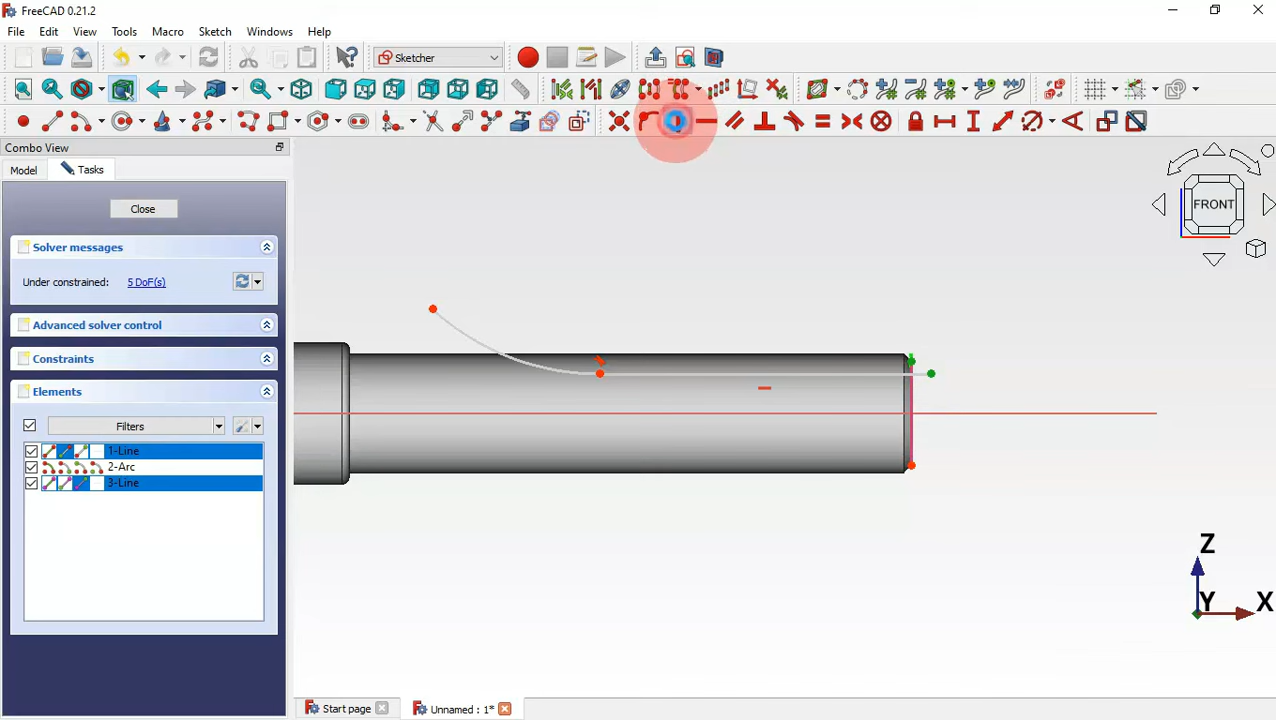 FreeCAD 0.21.2
File Edit View Tools Macro Sketch Windows Help
Sketcher
Combo View
Model Tasks
Close
Solver messages
Under constrained: 5 DoF(s)
Advanced solver control
Constraints
Elements
Filters
1-Line
2-Arc
3-Line
FRONT
Z
Y X
Start page Unnamed : 1*